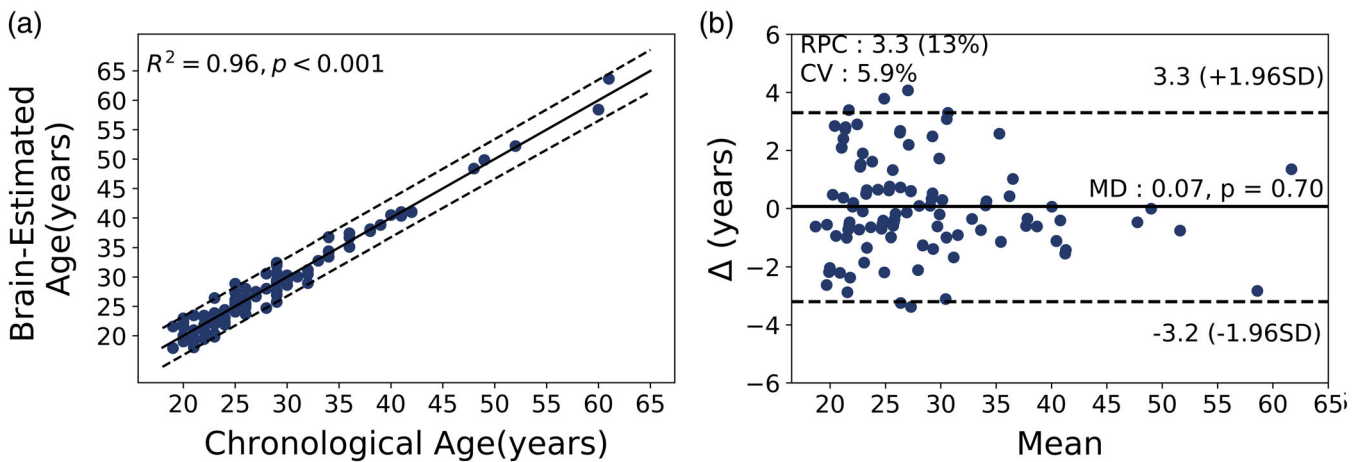 (a)
R² = 0.96, p < 0.001
Brain-Estimated
Age(years)
65
60
55
50
45
40
35
30
25
20
20 25 30 35 40 45 50 55 60 65
Chronological Age(years)
(b)
RPC : 3.3 (13%)
CV : 5.9%
3.3 (+1.96SD)
MD : 0.07, p = 0.70
-3.2 (-1.96SD)
Δ (years)
6
4
2
0
−2
−4
−6
20 25 30 35 40 45 50 55 60 65
Mean